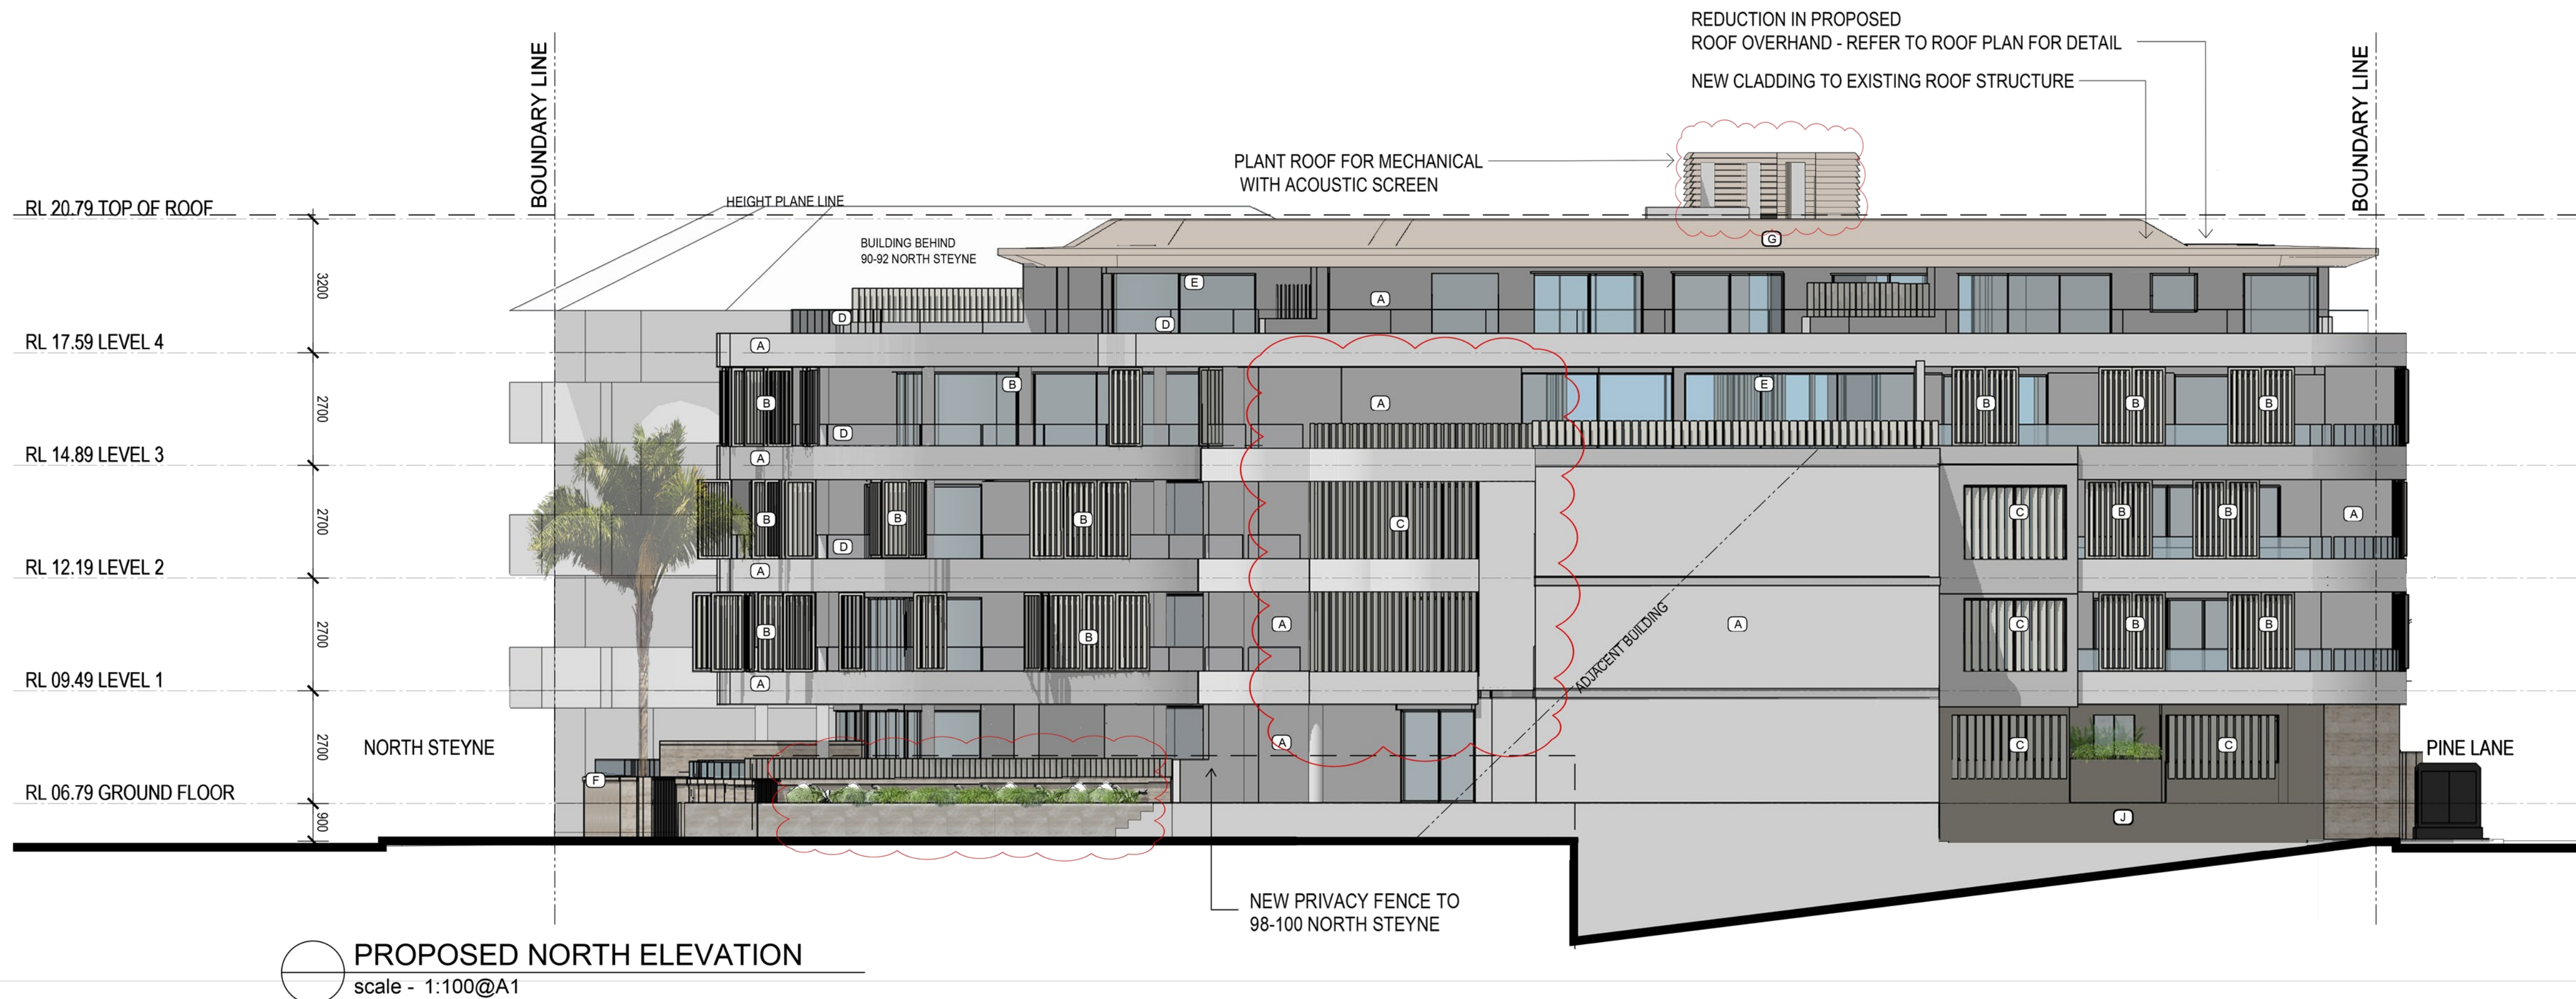 REDUCTION IN PROPOSED
ROOF OVERHAND - REFER TO ROOF PLAN FOR DETAIL
NEW CLADDING TO EXISTING ROOF STRUCTURE
BOUNDARY LINE
BOUNDARY LINE
PLANT ROOF FOR MECHANICAL
WITH ACOUSTIC SCREEN
HEIGHT PLANE LINE
RL 20.79 TOP OF ROOF
BUILDING BEHIND
90-92 NORTH STEYNE
G
3200
E
A
D
D
RL 17.59 LEVEL 4
A
2700
B
B
A
E
B
B
B
D
RL 14.89 LEVEL 3
A
2700
B
B
B
C
C
B
B
A
D
RL 12.19 LEVEL 2
A
2700
B
B
A
A
C
B
B
ADJACENT BUILDING
RL 09.49 LEVEL 1
A
2700
NORTH STEYNE
A
C
C
PINE LANE
F
RL 06.79 GROUND FLOOR
900
J
NEW PRIVACY FENCE TO
98-100 NORTH STEYNE
PROPOSED NORTH ELEVATION
scale - 1:100@A1